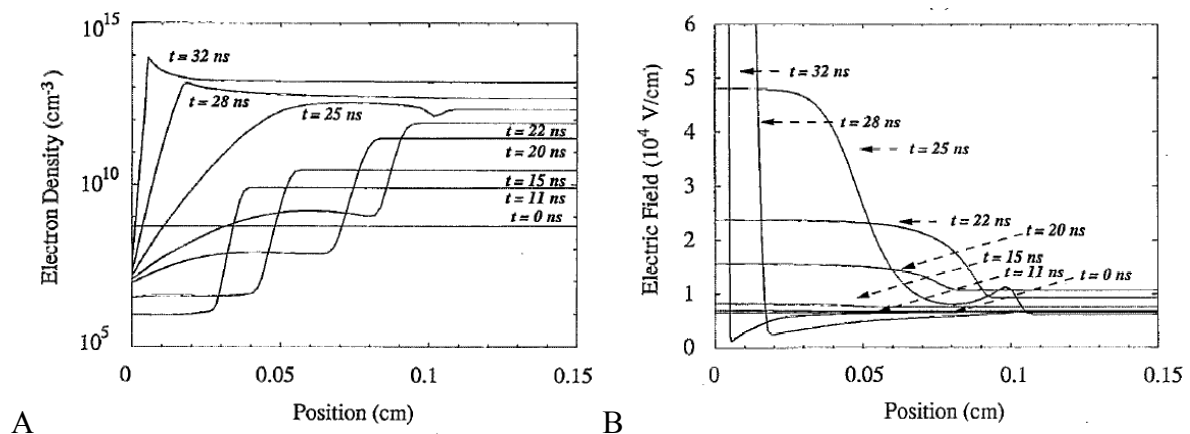 10^15
10^10
10^5
Electron Density (cm^-3)
t = 32 ns
t = 28 ns
t = 25 ns
t = 22 ns
t = 20 ns
t = 15 ns
t = 11 ns
t = 0 ns
0
0.05
0.1
0.15
Position (cm)
A
6
5
4
3
2
1
0
Electric Field (10^4 V/cm)
t = 32 ns
t = 28 ns
t = 25 ns
t = 22 ns
t = 20 ns
t = 15 ns
t = 11 ns
t = 0 ns
0
0.05
0.1
0.15
Position (cm)
B